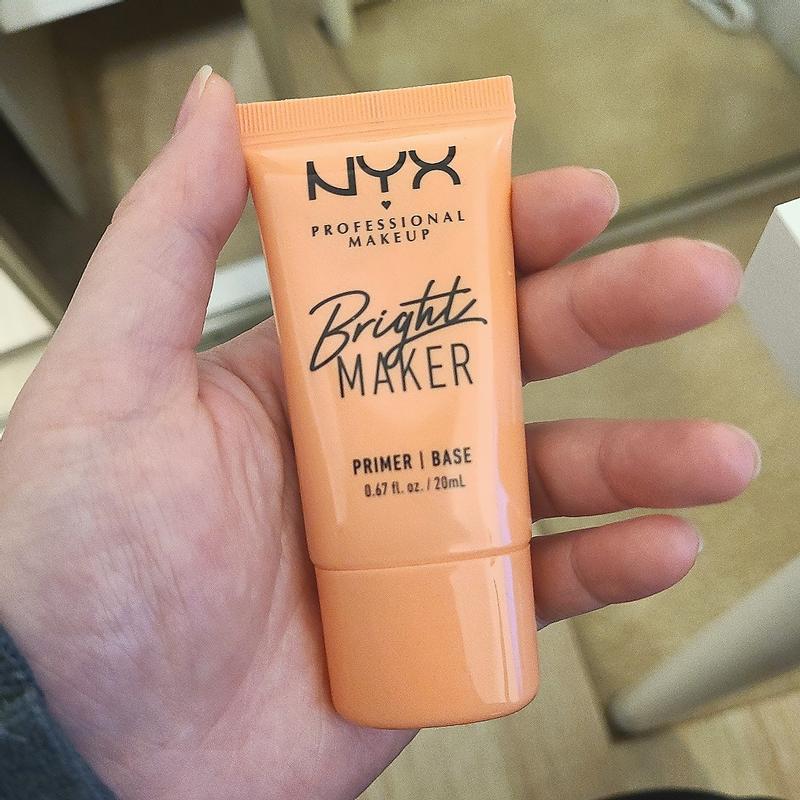 NYX
PROFESSIONAL
MAKEUP
Bright
MAKER
PRIMER | BASE
0.67 fl. oz. / 20mL